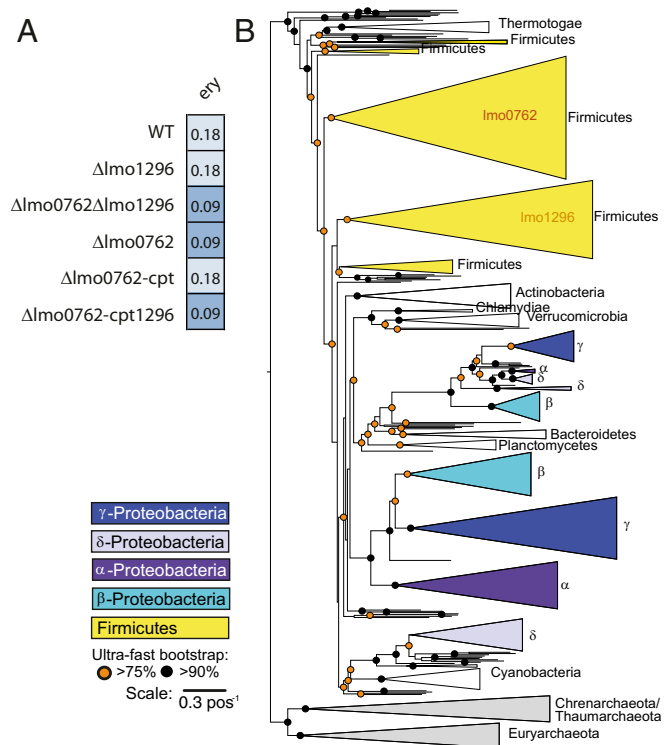 A
B
ery
WT 0.18
Δlmo1296 0.18
Δlmo0762Δlmo1296 0.09
Δlmo0762 0.09
Δlmo0762-cpt 0.18
Δlmo0762-cpt1296 0.09
γ-Proteobacteria
δ-Proteobacteria
α-Proteobacteria
β-Proteobacteria
Firmicutes
Ultra-fast bootstrap:
>75% >90%
Scale: 0.3 pos⁻¹
Thermotogae
Firmicutes
Firmicutes
lmo0762 Firmicutes
lmo1296 Firmicutes
Firmicutes
Actinobacteria
Chlamydiae
Verrucomicrobia
γ
α
δ
δ
β
Bacteroidetes
Planctomycetes
β
γ
α
δ
Cyanobacteria
Chrenarchaeota/
Thaumarchaeota
Euryarchaeota